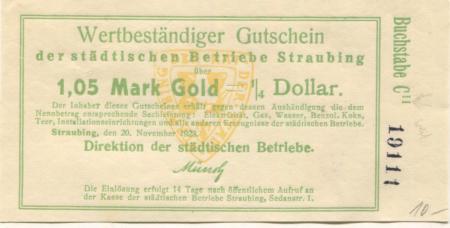 Wertbeständiger Gutschein
der städtischen Betriebe Straubing
über
1,05 Mark Gold = 1/4 Dollar.
Der Inhaber dieses Gutscheines erhält gegen dessen Aushändigung die dem
Nennbetrag entsprechende Sachleistung: Elektrizität, Gas, Wasser, Benzol, Koks,
Teer, Installationseinrichtungen und alle anderen Erzeugnisse der städtischen Betriebe.
Straubing, den 20. November 1923.
Direktion der städtischen Betriebe.
Die Einlösung erfolgt 14 Tage nach öffentlichem Aufruf an
der Kasse der städtischen Betriebe Straubing, Sedanstr. 1.
Buchstabe C11
19111
10-